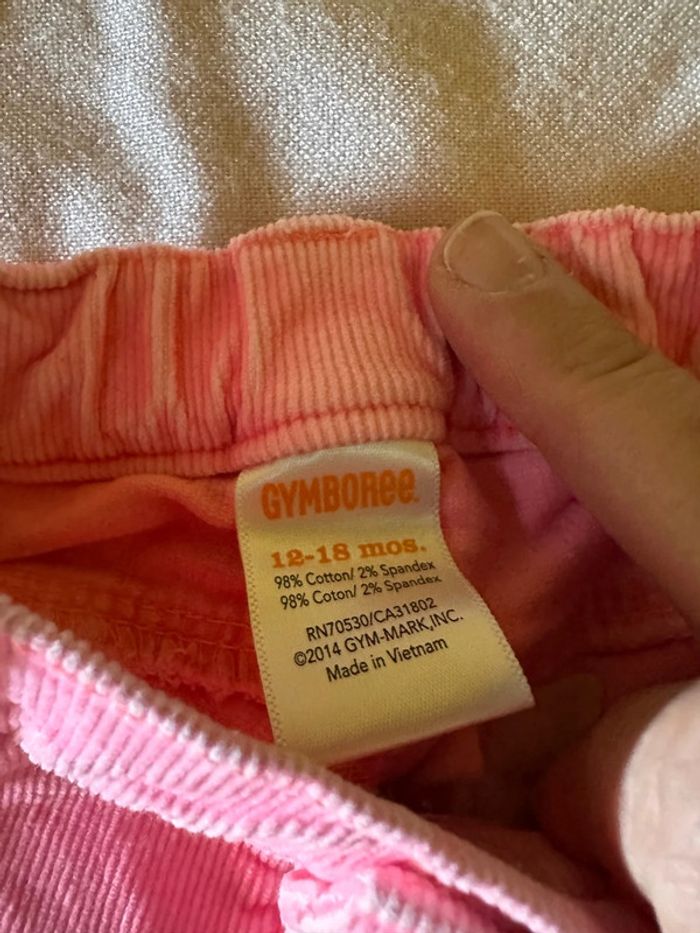 GYMBOREE
12-18 mos.
98% Cotton/ 2% Spandex
98% Coton/ 2% Spandex
RN70530/CA31802
©2014 GYM-MARK,INC.
Made in Vietnam